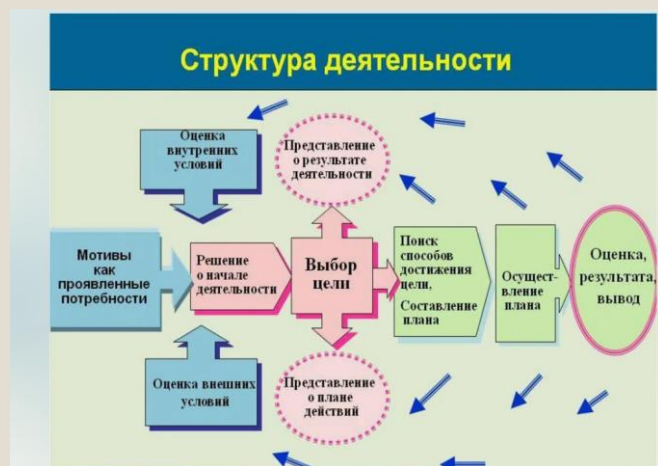 Структура деятельности
Оценка
внутренних
условий
Представление
о результате
деятельности
Мотивы
как
проявленные
потребности
Решение
о начале
деятельности
Выбор
цели
Поиск
способов
достижения
цели,
Составление
плана
Осущест-
вление
плана
Оценка,
результата,
вывод
Оценка внешних
условий
Представление
о плане
действий